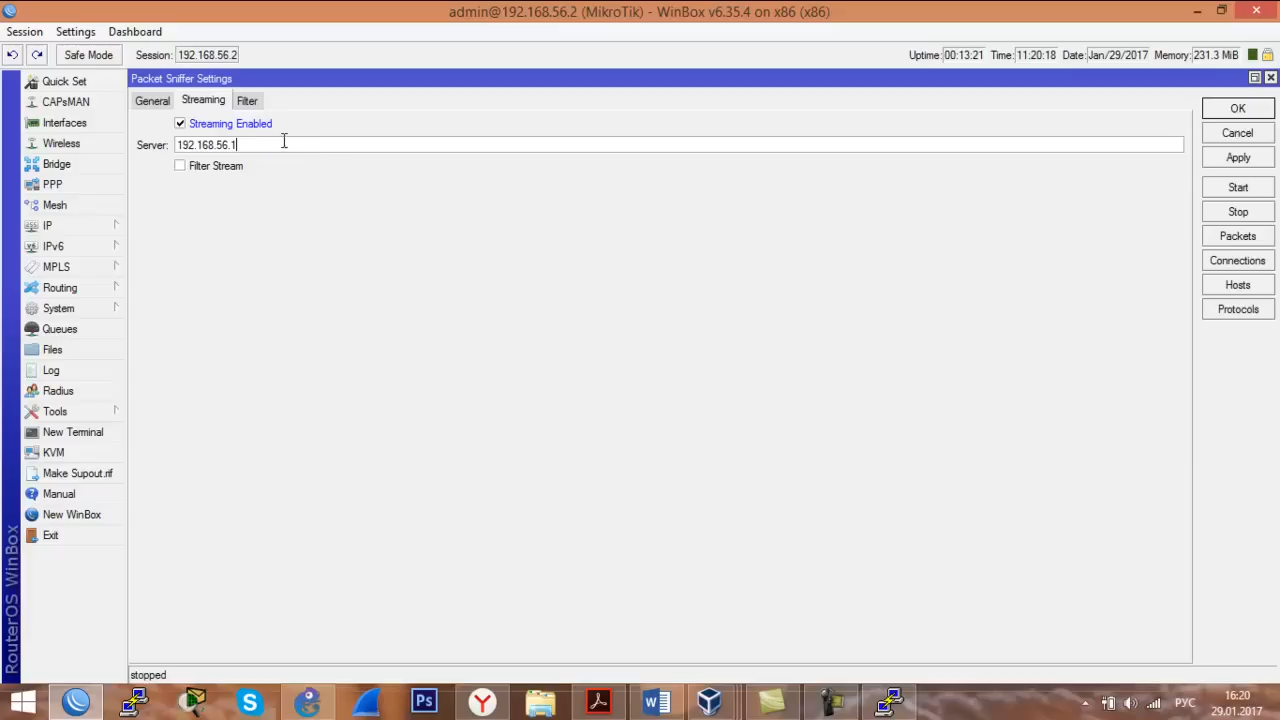 admin@192.168.56.2 (MikroTik) - WinBox v6.35.4 on x86 (x86)
Session Settings Dashboard
Safe Mode Session: 192.168.56.2 Uptime: 00:13:21 Time: 11:20:18 Date: Jan/29/2017 Memory: 231.3 MiB
Packet Sniffer Settings
General Streaming Filter
Streaming Enabled
Server: 192.168.56.1
Filter Stream
OK
Cancel
Apply
Start
Stop
Packets
Connections
Hosts
Protocols
Quick Set
CAPsMAN
Interfaces
Wireless
Bridge
PPP
Mesh
IP
IPv6
MPLS
Routing
System
Queues
Files
Log
Radius
Tools
New Terminal
KVM
Make Supout.rif
Manual
New WinBox
Exit
RouterOS WinBox
stopped
Ps
РУС
16:20
29.01.2017